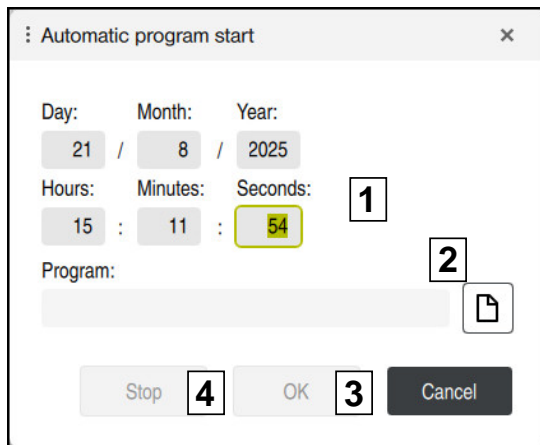 Automatic program start
Day: Month: Year:
21 / 8 / 2025
Hours: Minutes: Seconds:
15 : 11 : 54
1
Program:
2
Stop 4 OK 3 Cancel